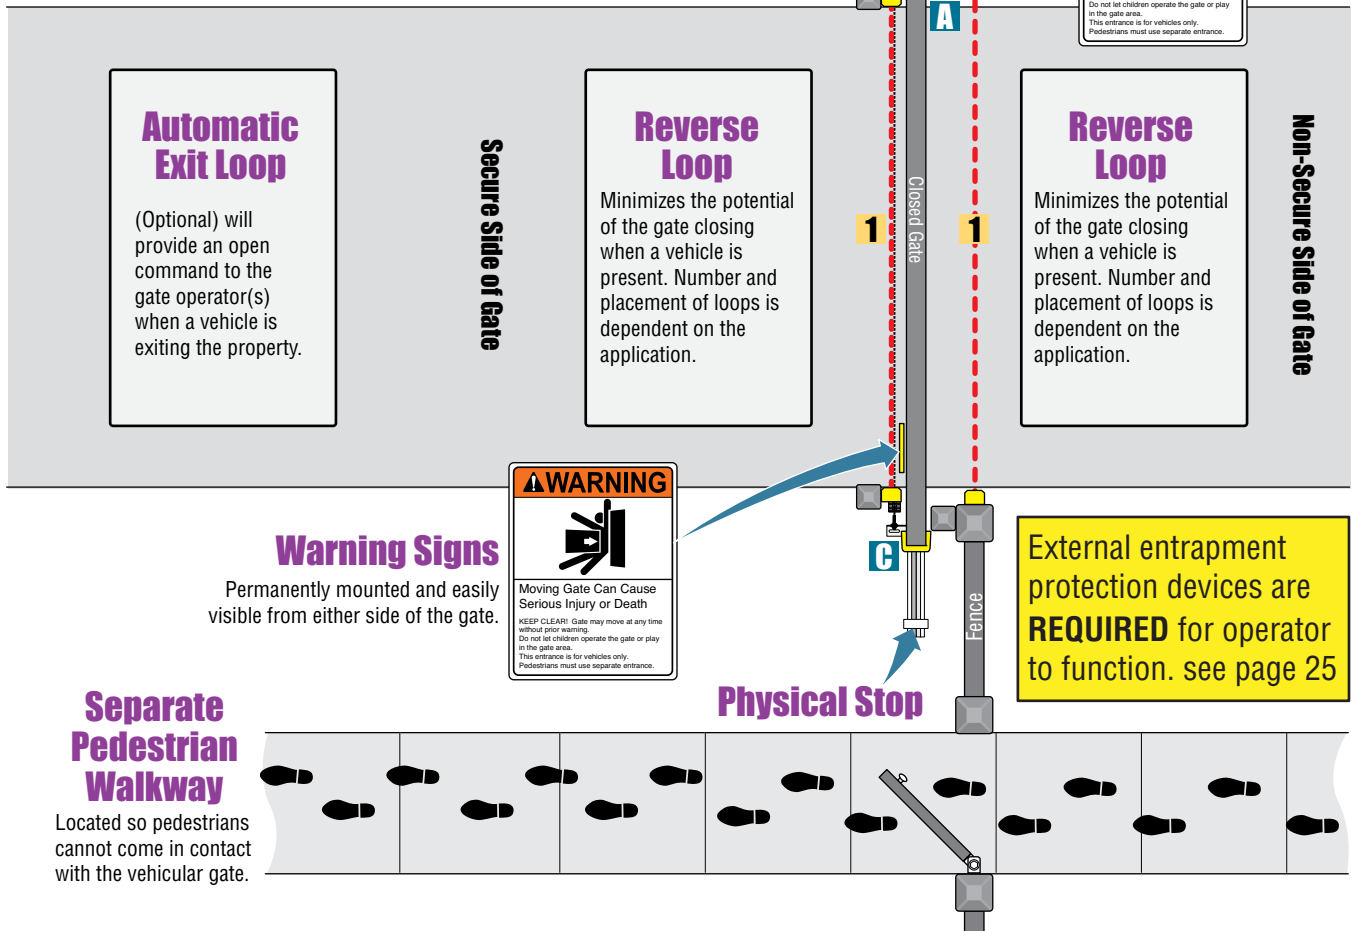 A
Do not let children operate the gate or play
in the gate area.
This entrance is for vehicles only.
Pedestrians must use separate entrance.
Automatic
Exit Loop
(Optional) will
provide an open
command to the
gate operator(s)
when a vehicle is
exiting the property.
Secure Side of Gate
Reverse
Loop
Minimizes the potential
of the gate closing
when a vehicle is
present. Number and
placement of loops is
dependent on the
application.
1
Closed Gate
1
Reverse
Loop
Minimizes the potential
of the gate closing
when a vehicle is
present. Number and
placement of loops is
dependent on the
application.
Non-Secure Side of Gate
Warning Signs
Permanently mounted and easily
visible from either side of the gate.
WARNING
Moving Gate Can Cause
Serious Injury or Death
KEEP CLEAR! Gate may move at any time
without prior warning.
Do not let children operate the gate or play
in the gate area.
This entrance is for vehicles only.
Pedestrians must use separate entrance.
C
Fence
External entrapment
protection devices are
REQUIRED for operator
to function. see page 25
Physical Stop
Separate
Pedestrian
Walkway
Located so pedestrians
cannot come in contact
with the vehicular gate.